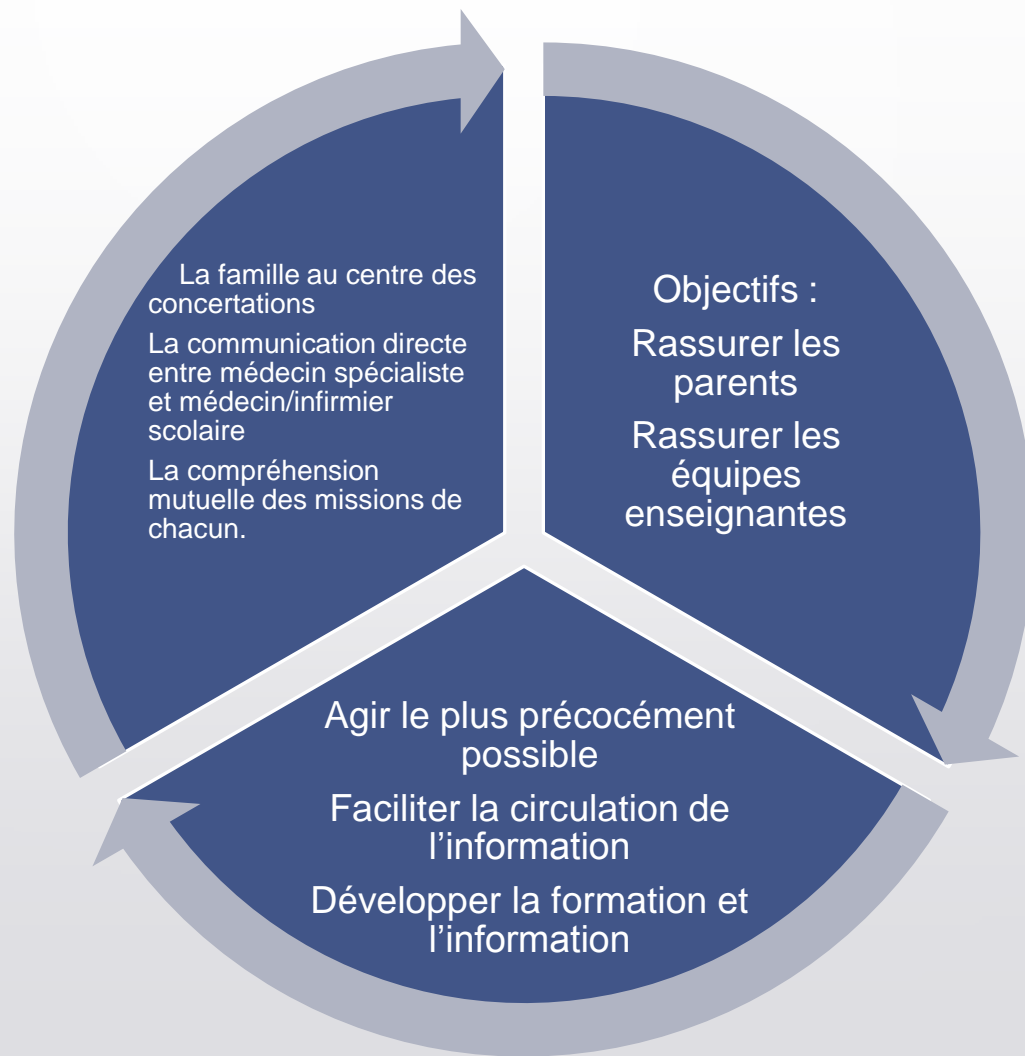 La famille au centre des
concertations
La communication directe
entre médecin spécialiste
et médecin/infirmier
scolaire
La compréhension
mutuelle des missions de
chacun.
Objectifs :
Rassurer les
parents
Rassurer les
équipes
enseignantes
Agir le plus précocément
possible
Faciliter la circulation de
l’information
Développer la formation et
l’information